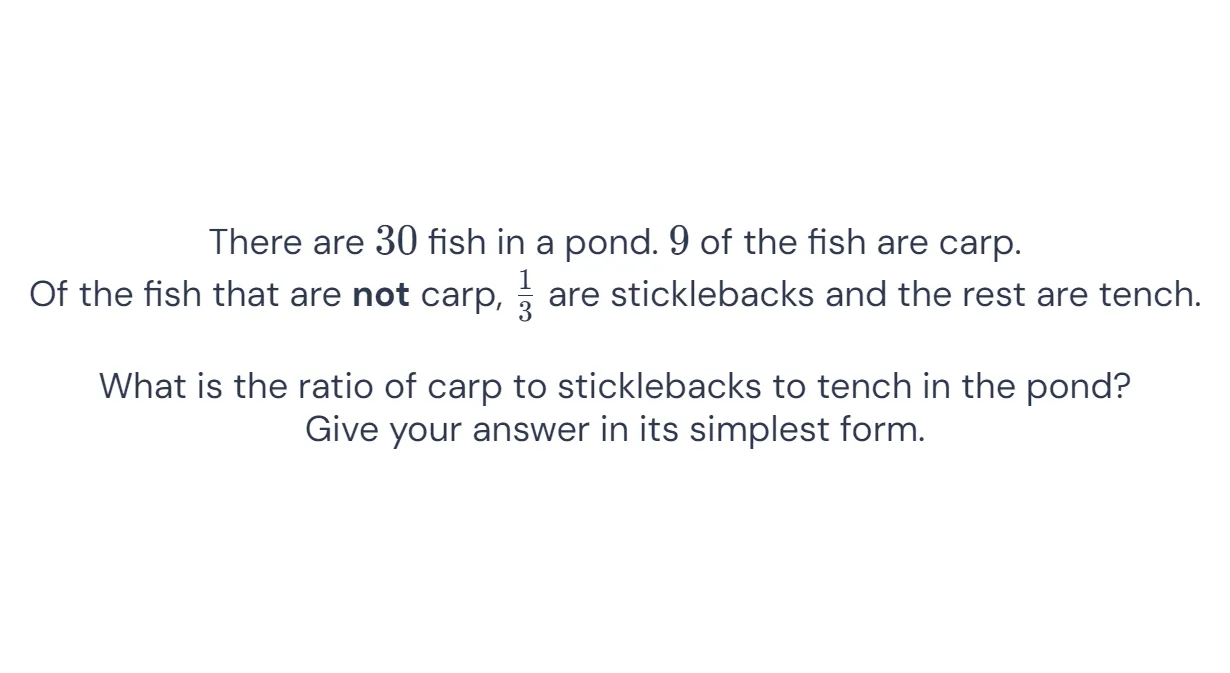 There are 30 fish in a pond. 9 of the fish are carp.
Of the fish that are not carp, 1/3 are sticklebacks and the rest are tench.
What is the ratio of carp to sticklebacks to tench in the pond?
Give your answer in its simplest form.